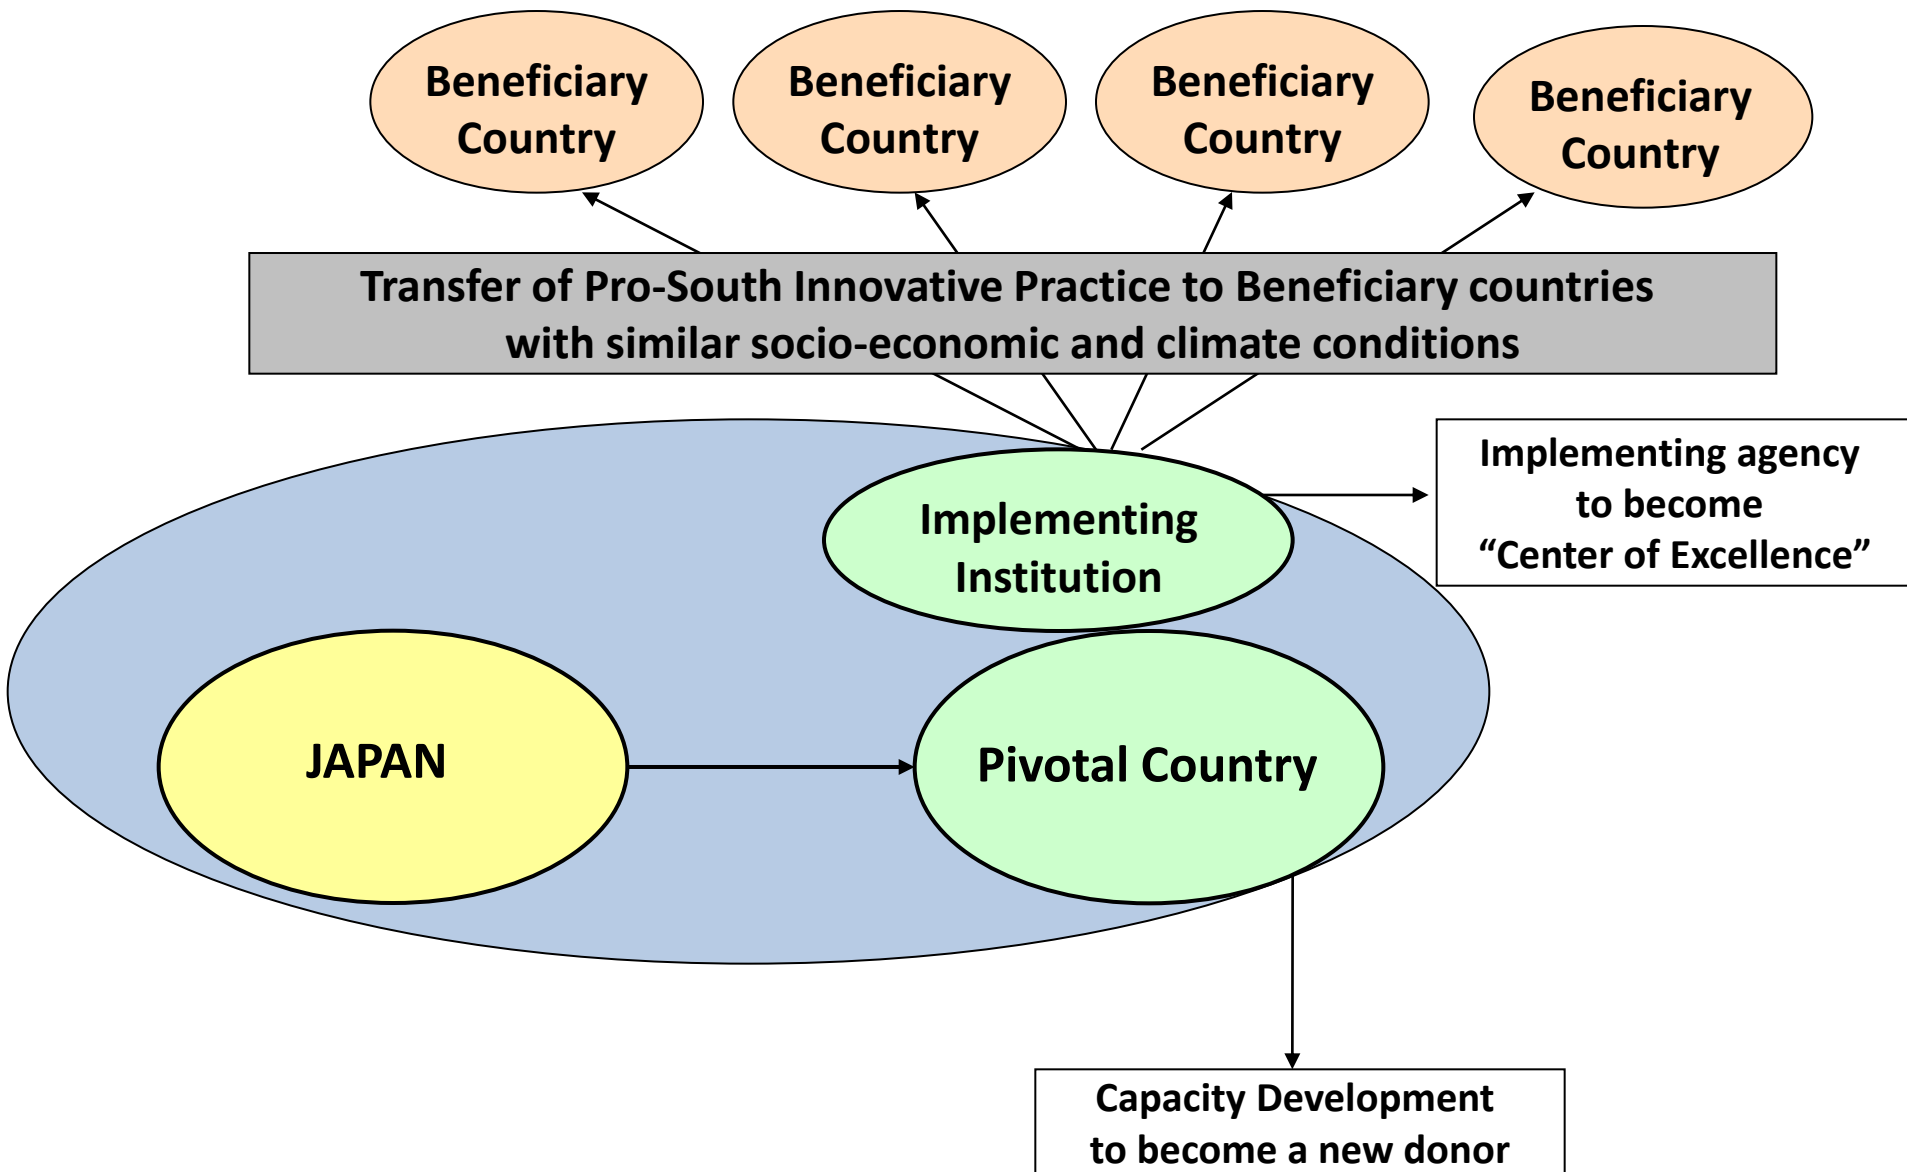 Beneficiary
Country
Beneficiary
Country
Beneficiary
Country
Beneficiary
Country
Transfer of Pro-South Innovative Practice to Beneficiary countries
with similar socio-economic and climate conditions
Implementing agency
to become
“Center of Excellence”
Implementing
Institution
JAPAN
Pivotal Country
Capacity Development
to become a new donor